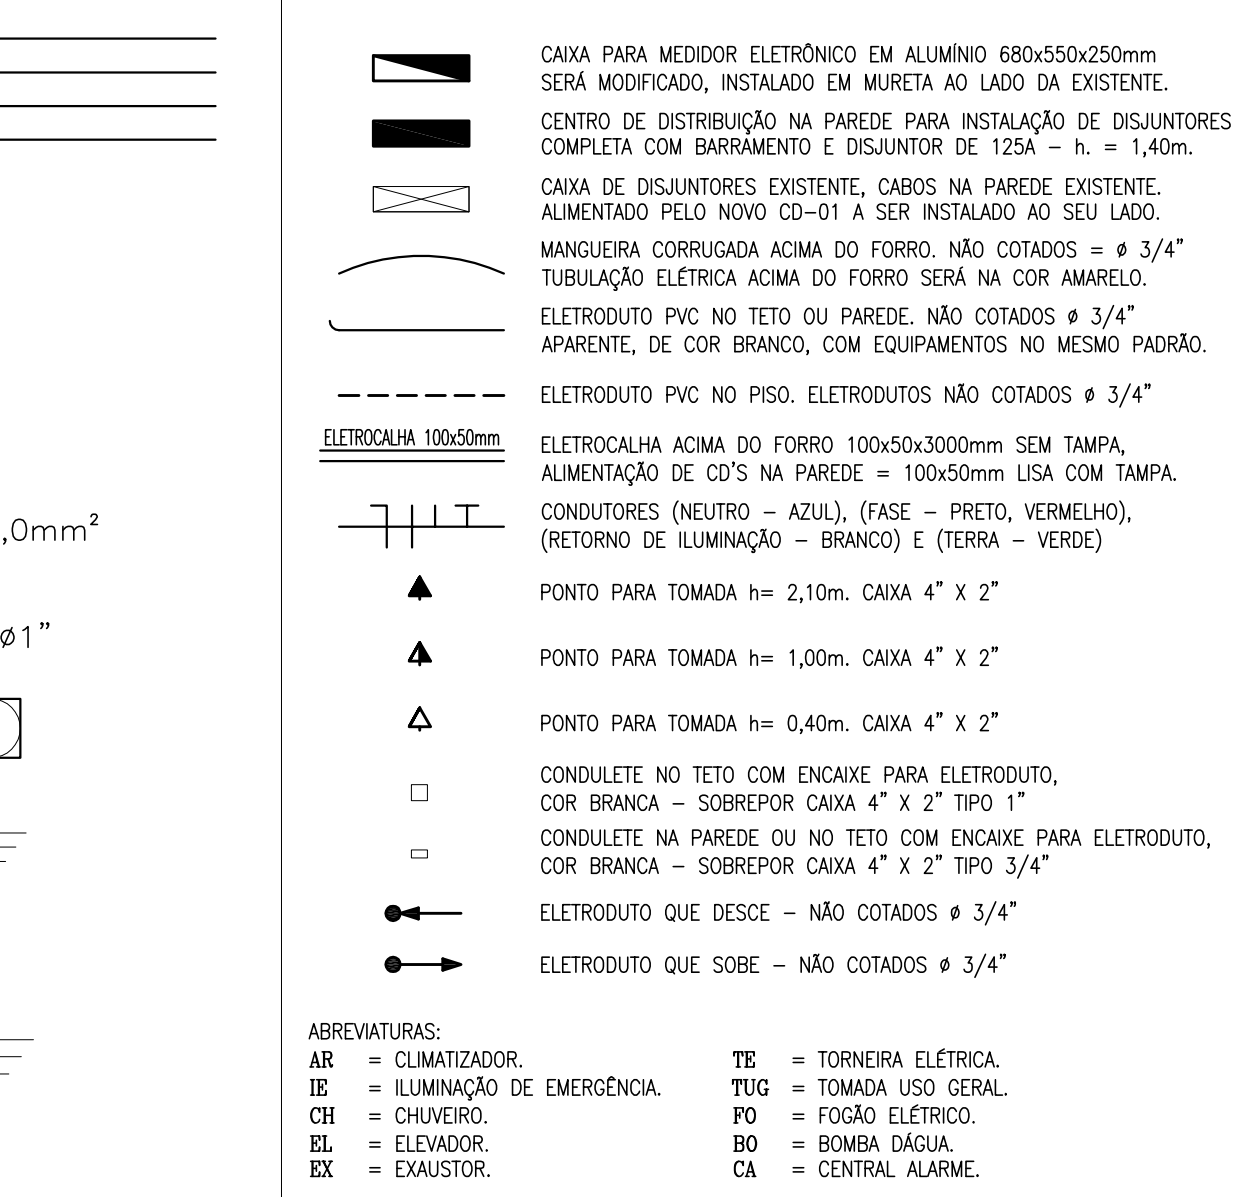 CAIXA PARA MEDIDOR ELETRÔNICO EM ALUMÍNIO 680x550x250mm
SERÁ MODIFICADO, INSTALADO EM MURETA AO LADO DA EXISTENTE.
CENTRO DE DISTRIBUIÇÃO NA PAREDE PARA INSTALAÇÃO DE DISJUNTORES
COMPLETA COM BARRAMENTO E DISJUNTOR DE 125A – h. = 1,40m.
CAIXA DE DISJUNTORES EXISTENTE, CABOS NA PAREDE EXISTENTE.
ALIMENTADO PELO NOVO CD–01 A SER INSTALADO AO SEU LADO.
MANGUEIRA CORRUGADA ACIMA DO FORRO. NÃO COTADOS = ø 3/4"
TUBULAÇÃO ELÉTRICA ACIMA DO FORRO SERÁ NA COR AMARELO.
ELETRODUTO PVC NO TETO OU PAREDE. NÃO COTADOS ø 3/4"
APARENTE, DE COR BRANCO, COM EQUIPAMENTOS NO MESMO PADRÃO.
ELETRODUTO PVC NO PISO. ELETRODUTOS NÃO COTADOS ø 3/4"
ELETROCALHA 100x50mm
ELETROCALHA ACIMA DO FORRO 100x50x3000mm SEM TAMPA,
ALIMENTAÇÃO DE CD'S NA PAREDE = 100x50mm LISA COM TAMPA.
CONDUTORES (NEUTRO – AZUL), (FASE – PRETO, VERMELHO),
(RETORNO DE ILUMINAÇÃO – BRANCO) E (TERRA – VERDE)
,0mm²
PONTO PARA TOMADA h= 2,10m. CAIXA 4" X 2"
ø1"
PONTO PARA TOMADA h= 1,00m. CAIXA 4" X 2"
PONTO PARA TOMADA h= 0,40m. CAIXA 4" X 2"
CONDULETE NO TETO COM ENCAIXE PARA ELETRODUTO,
COR BRANCA – SOBREPOR CAIXA 4" X 2" TIPO 1"
CONDULETE NA PAREDE OU NO TETO COM ENCAIXE PARA ELETRODUTO,
COR BRANCA – SOBREPOR CAIXA 4" X 2" TIPO 3/4"
ELETRODUTO QUE DESCE – NÃO COTADOS ø 3/4"
ELETRODUTO QUE SOBE – NÃO COTADOS ø 3/4"
ABREVIATURAS:
AR = CLIMATIZADOR.
IE = ILUMINAÇÃO DE EMERGÊNCIA.
CH = CHUVEIRO.
EL = ELEVADOR.
EX = EXAUSTOR.
TE = TORNEIRA ELÉTRICA.
TUG = TOMADA USO GERAL.
FO = FOGÃO ELÉTRICO.
BO = BOMBA DÁGUA.
CA = CENTRAL ALARME.